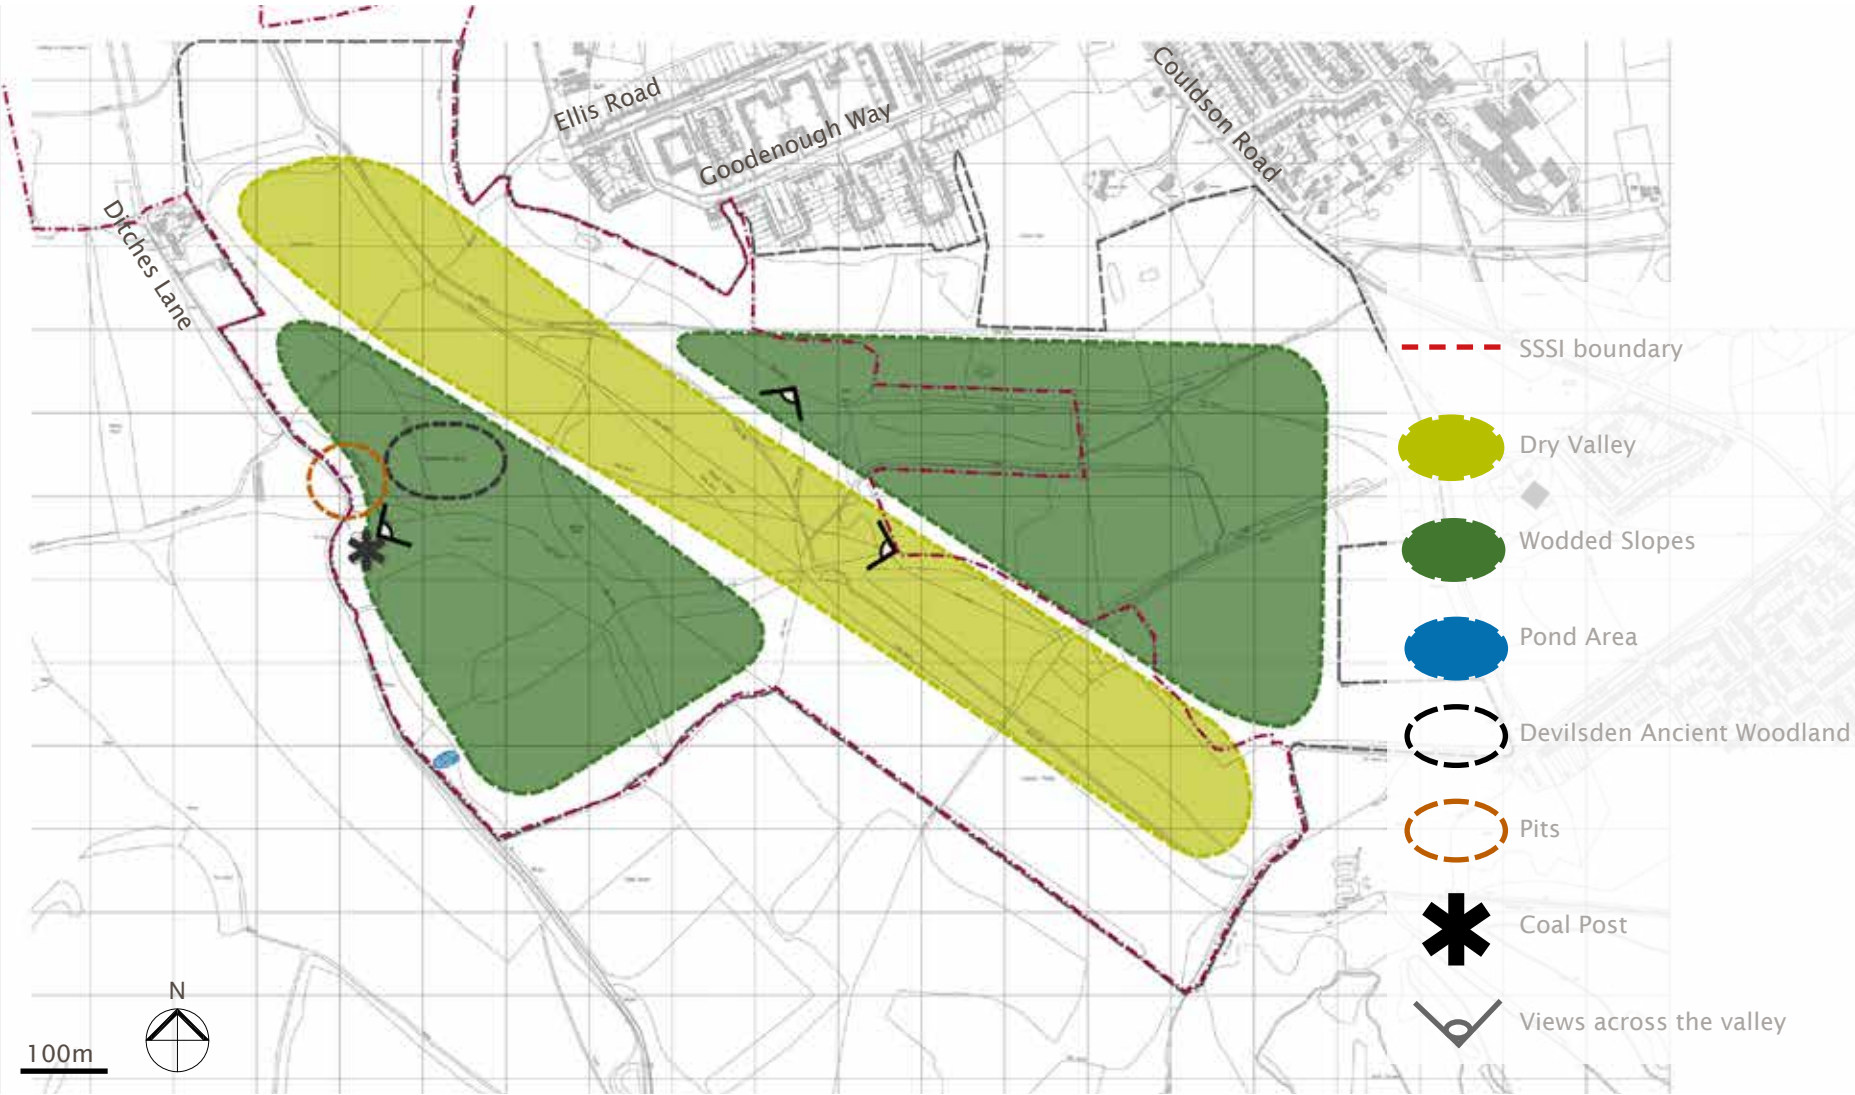 Ellis Road
Goodenough Way
Couldson Road
Ditches Lane
SSSI boundary
Dry Valley
Wodded Slopes
Pond Area
Devilsden Ancient Woodland
Pits
Coal Post
Views across the valley
N
100m